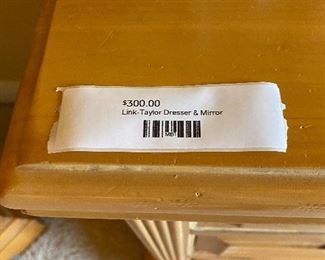 $300.00
Link-Taylor Dresser & Mirror